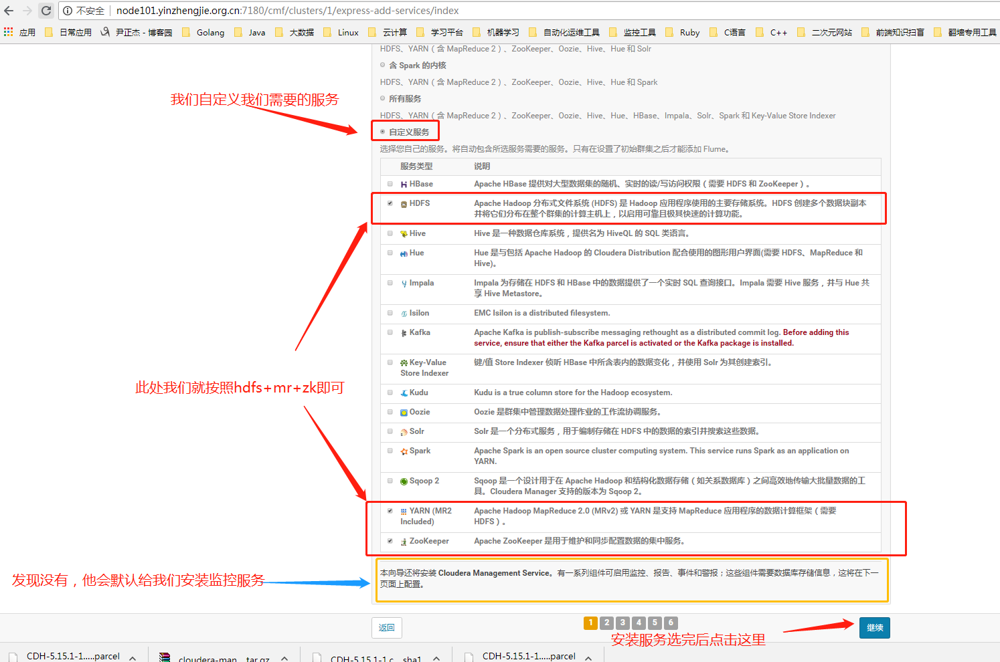 不安全 node101.yinzhengjie.org.cn:7180/cmf/clusters/1/express-add-services/index
应用 日常应用 尹正杰 - 博客园 Golang Java 大数据 Linux 云计算 学习平台 机器学习 自动化运维工具 监控工具 Ruby C语言 C++ 二次元网站 前端知识扫盲 翻墙专用工具
HDFS、YARN（含 MapReduce 2）、ZooKeeper、Oozie、Hive、Hue 和 Solr
含 Spark 的内核
HDFS、YARN（含 MapReduce 2）、ZooKeeper、Oozie、Hive、Hue 和 Spark
我们自定义我们需要的服务
所有服务
HDFS、YARN（含 MapReduce 2）、ZooKeeper、Oozie、Hive、Hue、HBase、Impala、Solr、Spark 和 Key-Value Store Indexer
自定义服务
选择您自己的服务。将自动包含所选服务需要的服务。只有在设置了初始群集之后才能添加 Flume。
服务类型 说明
HBase Apache HBase 提供对大型数据集的随机、实时的读/写访问权限（需要 HDFS 和 ZooKeeper）。
HDFS Apache Hadoop 分布式文件系统 (HDFS) 是 Hadoop 应用程序使用的主要存储系统。HDFS 创建多个数据块副本
并将它们分布在整个群集的计算主机上，以启用可靠且极其快速的计算功能。
Hive Hive 是一种数据仓库系统，提供名为 HiveQL 的 SQL 类语言。
Hue Hue 是与包括 Apache Hadoop 的 Cloudera Distribution 配合使用的图形用户界面(需要 HDFS、MapReduce 和
Hive)。
Impala Impala 为存储在 HDFS 和 HBase 中的数据提供了一个实时 SQL 查询接口。Impala 需要 Hive 服务，并与 Hue 共
享 Hive Metastore。
Isilon EMC Isilon is a distributed filesystem.
Kafka Apache Kafka is publish-subscribe messaging rethought as a distributed commit log. Before adding this
service, ensure that either the Kafka parcel is activated or the Kafka package is installed.
Key-Value 键/值 Store Indexer 侦听 HBase 中所含表内的数据变化，并使用 Solr 为其创建索引。
Store Indexer
此处我们就按照hdfs+mr+zk即可
Kudu Kudu is a true column store for the Hadoop ecosystem.
Oozie Oozie 是群集中管理数据处理作业的工作流协调服务。
Solr Solr 是一个分布式服务，用于编制存储在 HDFS 中的数据的索引并搜索这些数据。
Spark Apache Spark is an open source cluster computing system. This service runs Spark as an application on
YARN.
Sqoop 2 Sqoop 是一个设计用于在 Apache Hadoop 和结构化数据存储（如关系数据库）之间高效地传输大批量数据的工
具。Cloudera Manager 支持的版本为 Sqoop 2。
YARN (MR2 Apache Hadoop MapReduce 2.0 (MRv2) 或 YARN 是支持 MapReduce 应用程序的数据计算框架（需要
Included) HDFS）。
ZooKeeper Apache ZooKeeper 是用于维护和同步配置数据的集中服务。
发现没有，他会默认给我们安装监控服务
本向导还将安装 Cloudera Management Service。有一系列组件可启用监控、报告、事件和警报；这些组件需要数据库存储信息，这将在下一
页面上配置。
返回 1 2 3 4 5 6 继续
安装服务选完后点击这里
CDH-5.15.1-1.....parcel cloudera-man....tar.gz CDH-5.15.1-1.c....sha1 CDH-5.15.1-1.....parcel